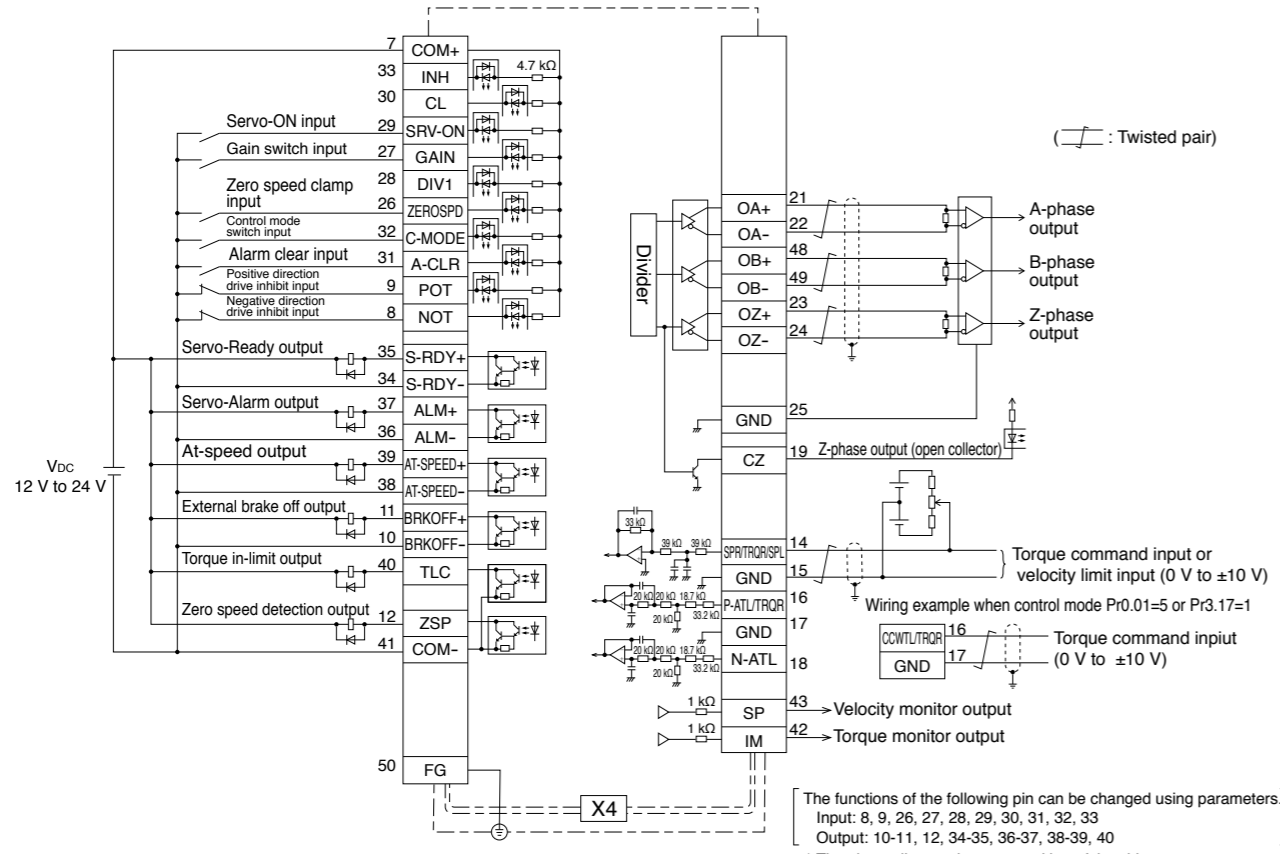 7 COM+
33 INH 4.7 kΩ
30 CL
Servo-ON input 29 SRV-ON
Gain switch input 27 GAIN
28 DIV1
Zero speed clamp
input 26 ZEROSPD
Control mode
switch input 32 C-MODE
Alarm clear input 31 A-CLR
Positive direction
drive inhibit input 9 POT
Negative direction
drive inhibit input 8 NOT
Servo-Ready output 35 S-RDY+
34 S-RDY-
Servo-Alarm output 37 ALM+
36 ALM-
At-speed output 39 AT-SPEED+
38 AT-SPEED-
VDC
12 V to 24 V
External brake off output 11 BRKOFF+
10 BRKOFF-
Torque in-limit output 40 TLC
Zero speed detection output 12 ZSP
41 COM-
50 FG
X4
( : Twisted pair)
Divider
OA+ 21
OA- 22
A-phase
output
OB+ 48
OB- 49
B-phase
output
OZ+ 23
OZ- 24
Z-phase
output
GND 25
CZ 19 Z-phase output (open collector)
33 kΩ
39 kΩ 39 kΩ SPR/TRQR/SPL 14
GND 15
Torque command input or
velocity limit input (0 V to ±10 V)
20 kΩ 20 kΩ 18.7 kΩ
20 kΩ 33.2 kΩ
P-ATL/TRQR 16
GND 17
20 kΩ 20 kΩ 18.7 kΩ
20 kΩ 33.2 kΩ
N-ATL 18
Wiring example when control mode Pr0.01=5 or Pr3.17=1
CCWTL/TRQR 16
GND 17
Torque command inpiut
(0 V to ±10 V)
1 kΩ SP 43 Velocity monitor output
1 kΩ IM 42 Torque monitor output
The functions of the following pin can be changed using parameters.
Input: 8, 9, 26, 27, 28, 29, 30, 31, 32, 33
Output: 10-11, 12, 34-35, 36-37, 38-39, 40